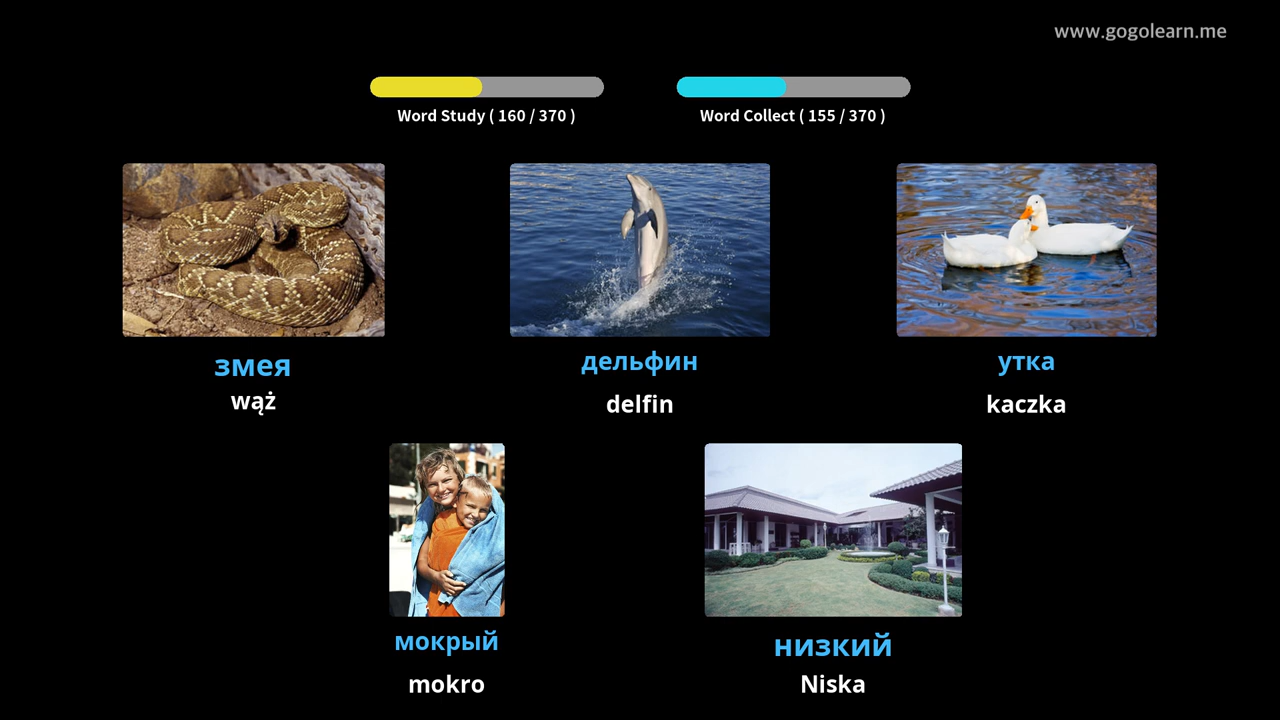 www.gogolearn.me
Word Study ( 160 / 370 )
Word Collect ( 155 / 370 )
змея
wąż
дельфин
delfin
утка
kaczka
мокрый
mokro
низкий
Niska